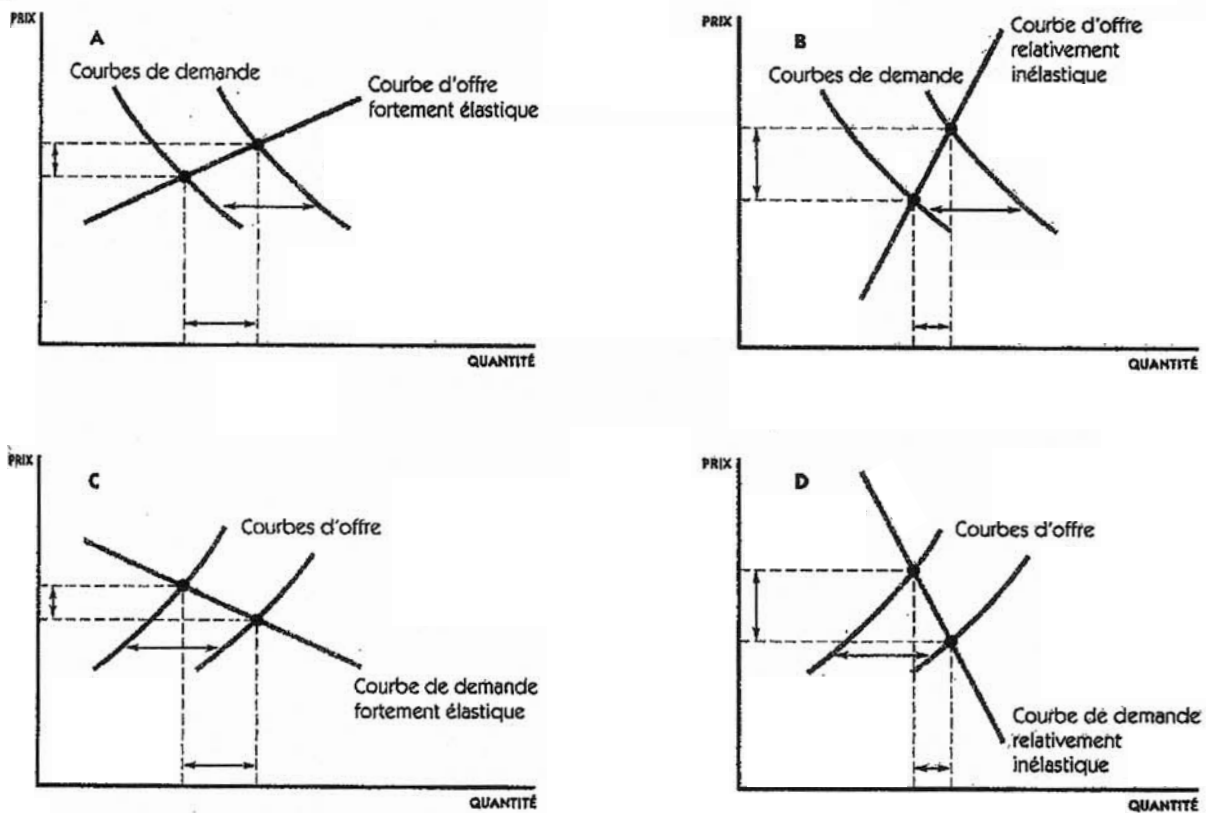 PRIX
A
Courbes de demande
Courbe d'offre
fortement élastique
QUANTITÉ
PRIX
B
Courbes de demande
Courbe d'offre
relativement
inélastique
QUANTITÉ
PRIX
C
Courbes d'offre
Courbe de demande
fortement élastique
QUANTITÉ
PRIX
D
Courbes d'offre
Courbe de demande
relativement
inélastique
QUANTITÉ